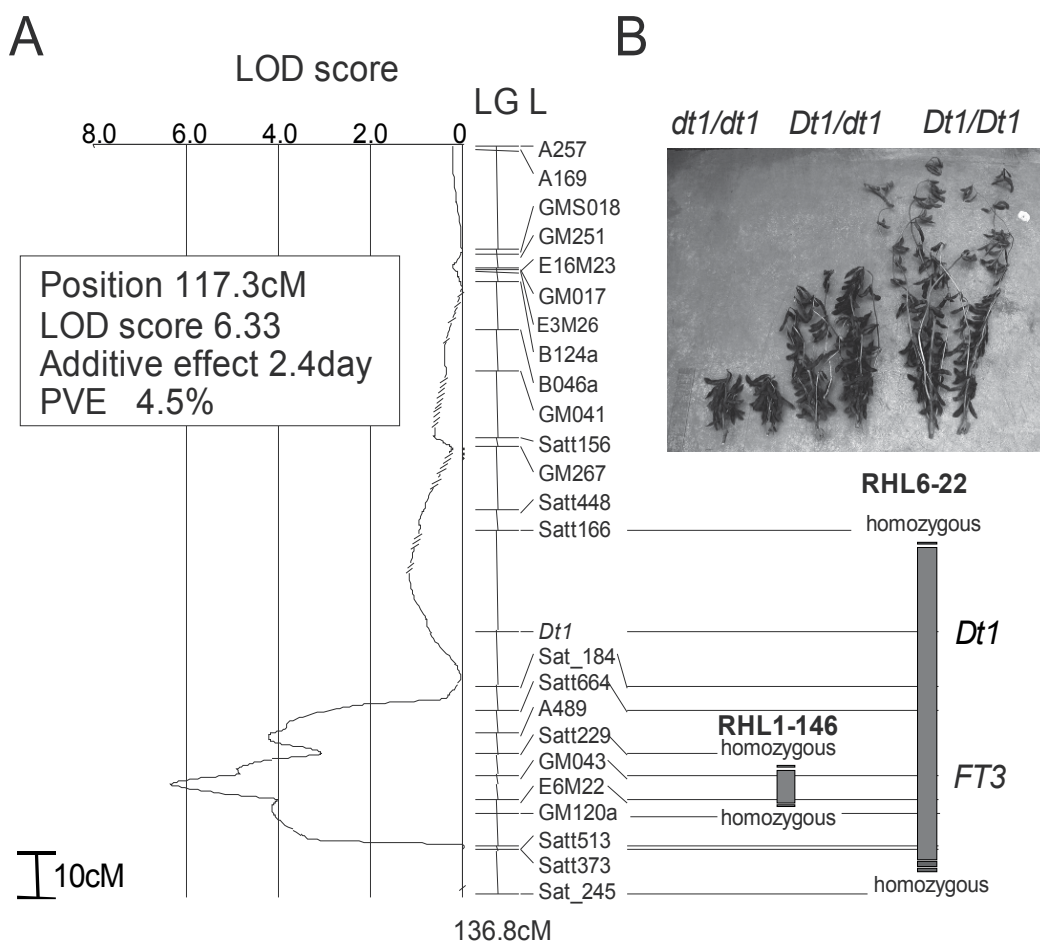 A
B
LOD score
LG L
8.0 6.0 4.0 2.0 0
dt1/dt1 Dt1/dt1 Dt1/Dt1
A257
A169
GMS018
GM251
E16M23
GM017
E3M26
B124a
B046a
GM041
Satt156
GM267
Satt448
Satt166
Dt1
Sat_184
Satt664
A489
Satt229
GM043
E6M22
GM120a
Satt513
Satt373
Sat_245
136.8cM
Position 117.3cM
LOD score 6.33
Additive effect 2.4day
PVE 4.5%
10cM
RHL6-22
homozygous
Dt1
RHL1-146
homozygous
FT3
homozygous
homozygous